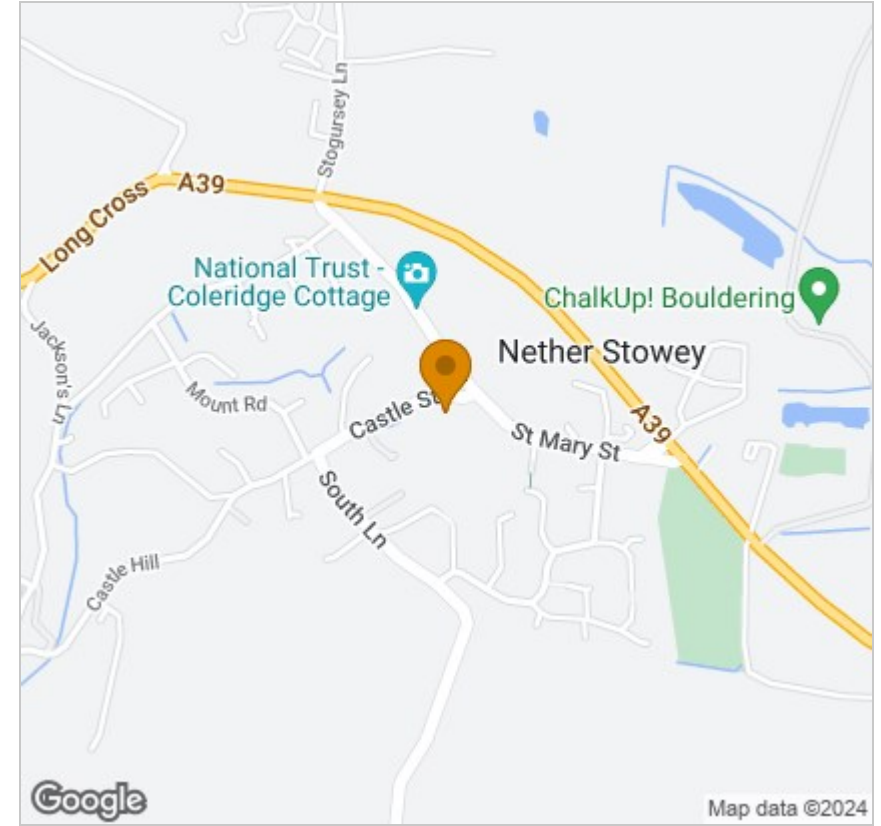 Stogursey Ln
A39
Long Cross
National Trust -
Coleridge Cottage
ChalkUp! Bouldering
Jackson's Ln
Nether Stowey
Mount Rd
Castle St
A39
St Mary St
South Ln
Castle Hill
Google
Map data ©2024